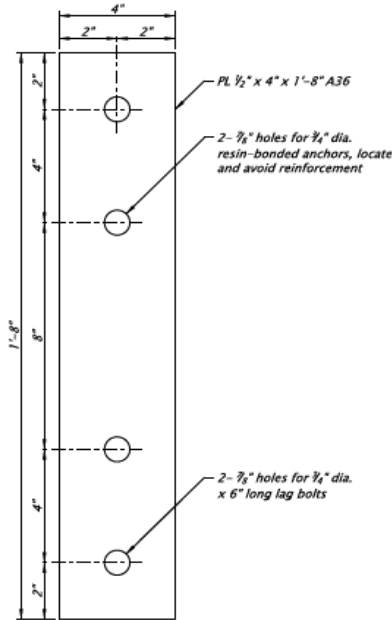 4"
2" 2"
2"
PL ½" x 4" x 1'-8" A36
4"
2- ⅞" holes for ¾" dia.
resin-bonded anchors, locate
and avoid reinforcement
1'-8"
8"
4"
2- ⅞" holes for ¾" dia.
x 6" long lag bolts
2"